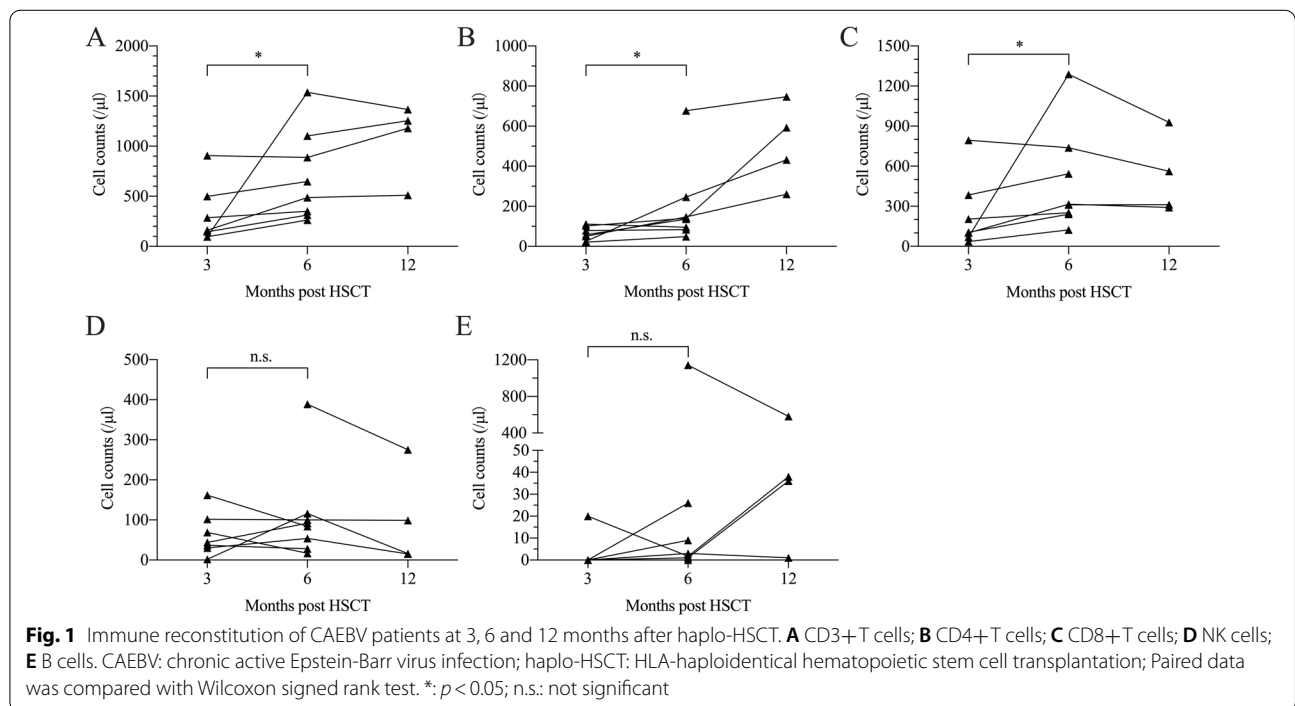 A
B
C
2000
1500
1000
500
0
Cell counts (/μl)
*
3
6
12
Months post HSCT
1000
800
600
400
200
0
Cell counts (/μl)
*
3
6
12
Months post HSCT
1500
1200
900
600
300
0
Cell counts (/μl)
*
3
6
12
Months post HSCT
D
E
500
400
300
200
100
0
Cell counts (/μl)
n.s.
3
6
12
Months post HSCT
1200
800
400
50
40
30
20
10
0
Cell counts (/μl)
n.s.
3
6
12
Months post HSCT
Fig. 1 Immune reconstitution of CAEBV patients at 3, 6 and 12 months after haplo-HSCT. A CD3+T cells; B CD4+T cells; C CD8+T cells; D NK cells;
E B cells. CAEBV: chronic active Epstein-Barr virus infection; haplo-HSCT: HLA-haploidentical hematopoietic stem cell transplantation; Paired data
was compared with Wilcoxon signed rank test. *: p < 0.05; n.s.: not significant